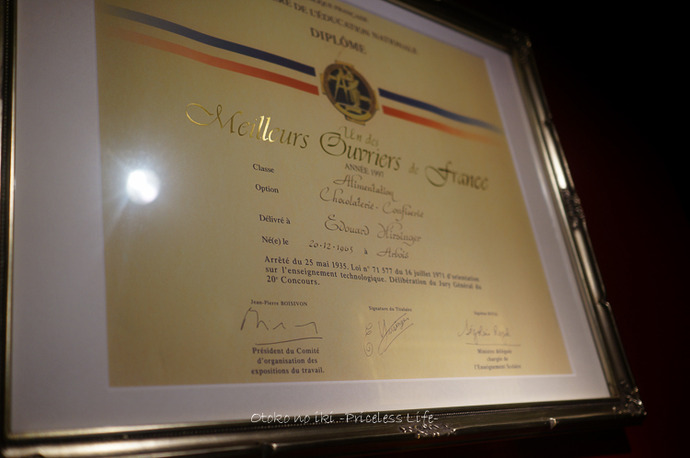 RÉPUBLIQUE FRANÇAISE
DE L'ÉDUCATION NATIONALE
DIPLÔME
Un des
Meilleurs Ouvriers de France
Classe
ANNÉE
Alimentation
Option
Chocolaterie-Confiserie
Délivré à
Edouard Hirsinger
Né(e) le 20-12-1965 à Arbois
Arrêté du 25 mai 1935. Loi n° 71 577 du 16 juillet 1971 d'orientation
sur l'enseignement technologique. Délibération du Jury Général du
20e Concours.
Jean-Pierre BOISIVON
Président du Comité
d'organisation des
expositions du travail.
Signature du Titulaire
Ministre délégué
chargée de
l'Enseignement Scolaire
Otoko no iki.-Priceless Life-